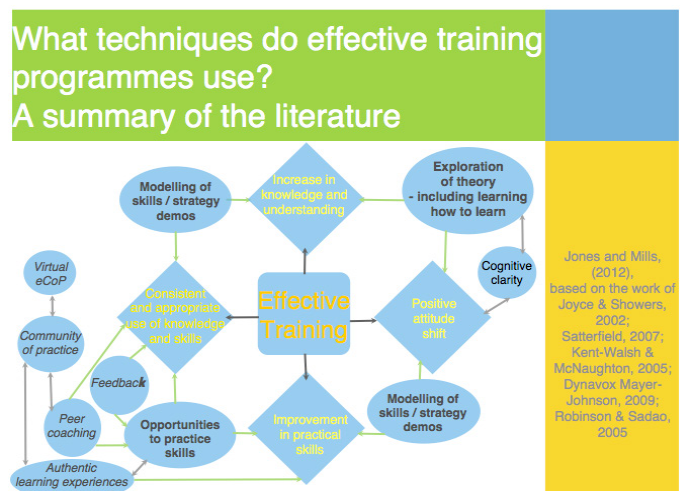 What techniques do effective training
programmes use?
A summary of the literature
Increase in
knowledge and
understanding
Modelling of
skills / strategy
demos
Exploration
of theory
- including learning
how to learn
Virtual
eCoP
Consistent
and appropriate
use of knowledge
and skills
Effective
Training
Positive
attitude
shift
Cognitive
clarity
Community
of practice
Feedback
Peer
coaching
Opportunities
to practice
skills
Improvement
in practical
skills
Modelling of
skills / strategy
demos
Authentic
learning experiences
Jones and Mills,
(2012),
based on the work of
Joyce & Showers,
2002;
Satterfield, 2007;
Kent-Walsh &
McNaughton, 2005;
Dynavox Mayer-
Johnson, 2009;
Robinson & Sadao,
2005